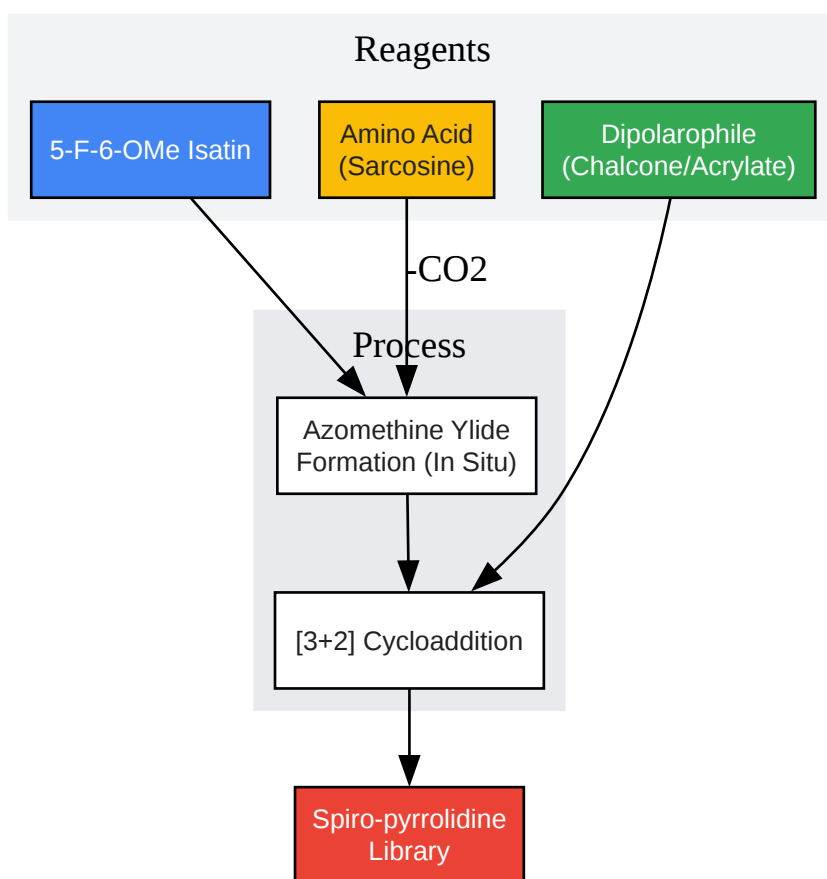 Reagents
5-F-6-OMe Isatin
Amino Acid
(Sarcosine)
Dipolarophile
(Chalcone/Acrylate)
-CO2
Process
Azomethine Ylide
Formation (In Situ)
[3+2] Cycloaddition
Spiro-pyrrolidine
Library